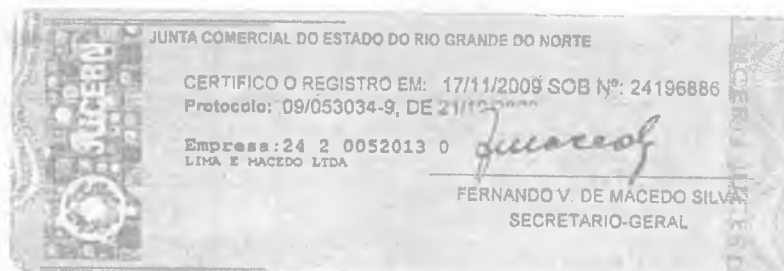 JUNTA COMERCIAL DO ESTADO DO RIO GRANDE DO NORTE
JUCERN
CERTIFICO O REGISTRO EM: 17/11/2009 SOB Nº: 24196886
Protocolo: 09/053034-9, DE
Empresa:24 2 0052013 0
LIMA E MACEDO LTDA
FERNANDO V. DE MACEDO SILVA
SECRETARIO-GERAL